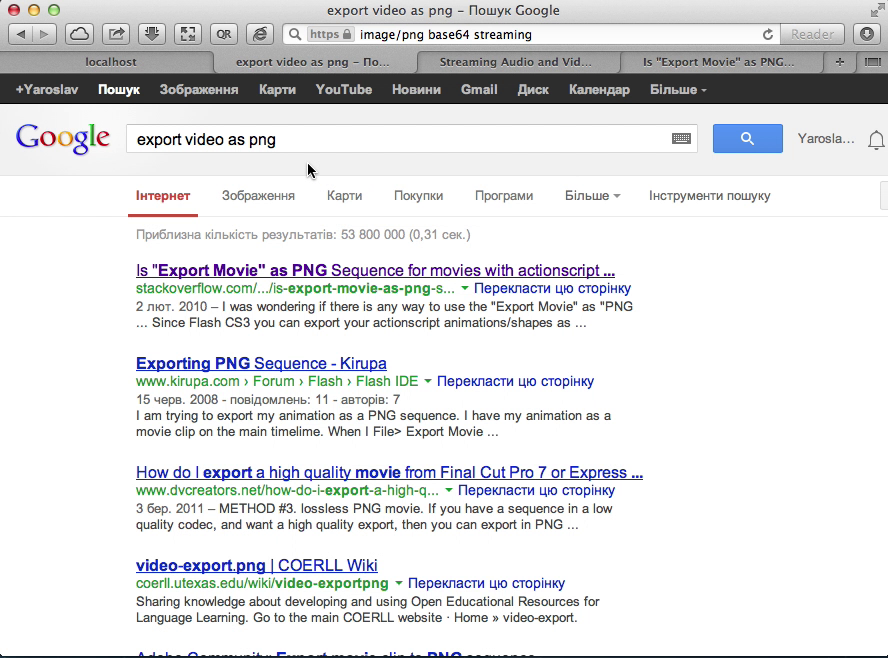 export video as png – Пошук Google
QR https image/png base64 streaming Reader
localhost export video as png – По... Streaming Audio and Vid... Is "Export Movie" as PNG...
+Yaroslav Пошук Зображення Карти YouTube Новини Gmail Диск Календар Більше
Google export video as png Yarosla...
Інтернет Зображення Карти Покупки Програми Більше Інструменти пошуку
Приблизна кількість результатів: 53 800 000 (0,31 сек.)
Is "Export Movie" as PNG Sequence for movies with actionscript ...
stackoverflow.com/.../is-export-movie-as-png-s... Перекласти цю сторінку
2 лют. 2010 – I was wondering if there is any way to use the "Export Movie" as "PNG
... Since Flash CS3 you can export your actionscript animations/shapes as ...
Exporting PNG Sequence - Kirupa
www.kirupa.com › Forum › Flash › Flash IDE Перекласти цю сторінку
15 черв. 2008 - повідомлень: 11 - авторів: 7
I am trying to export my animation as a PNG sequence. I have my animation as a
movie clip on the main timelime. When I File> Export Movie ...
How do I export a high quality movie from Final Cut Pro 7 or Express ...
www.dvcreators.net/how-do-i-export-a-high-q... Перекласти цю сторінку
3 бер. 2011 – METHOD #3. lossless PNG movie. If you have a sequence in a low
quality codec, and want a high quality export, then you can export in PNG ...
video-export.png | COERLL Wiki
coerll.utexas.edu/wiki/video-exportpng Перекласти цю сторінку
Sharing knowledge about developing and using Open Educational Resources for
Language Learning. Go to the main COERLL website · Home » video-export.
Adobe Community: Export movie clip to PNG sequence